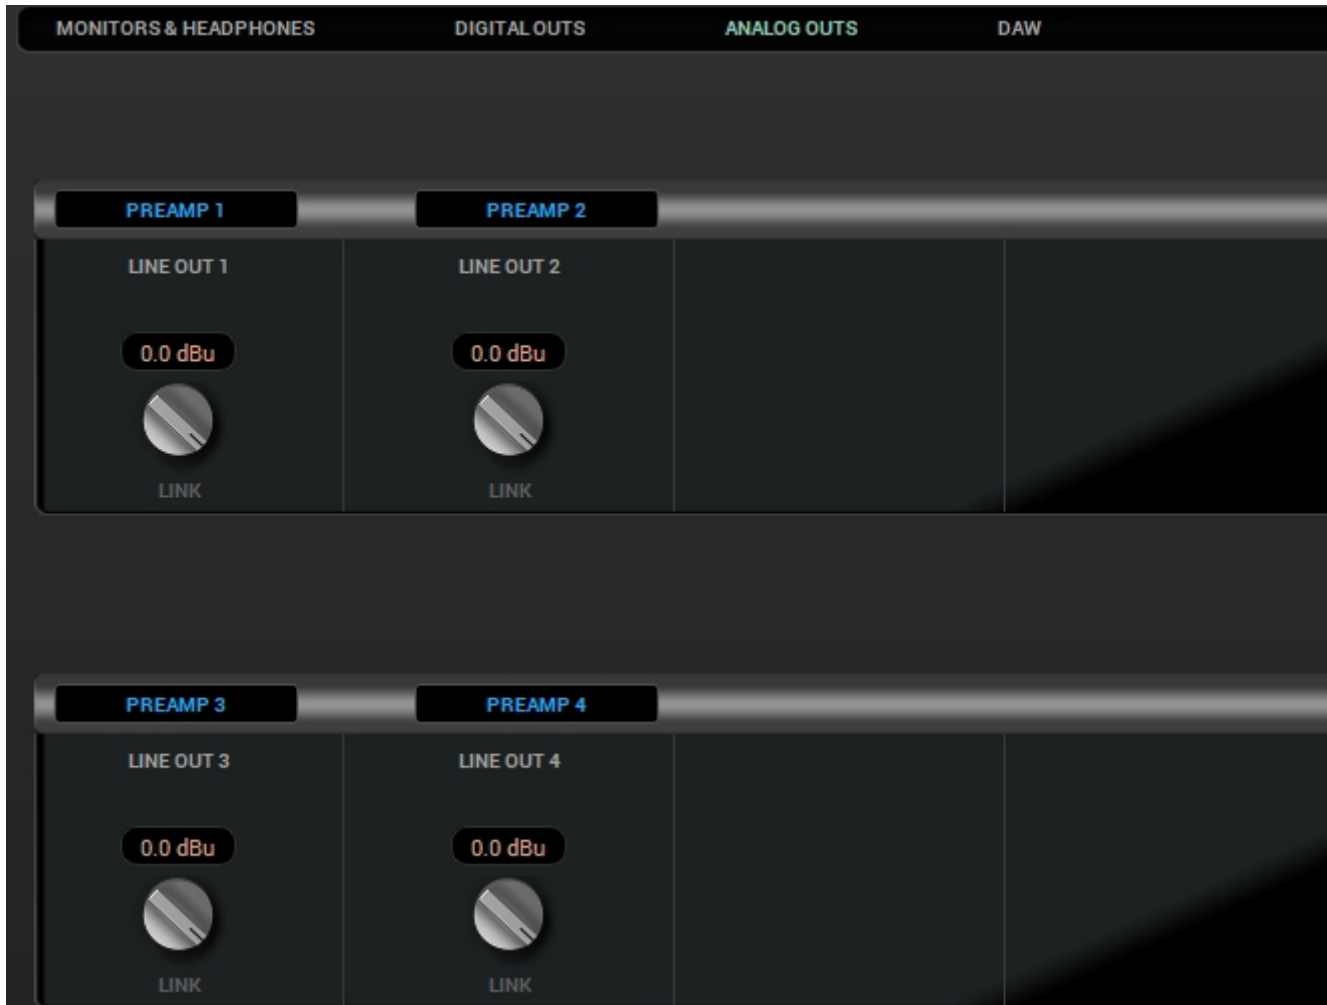 MONITORS & HEADPHONES DIGITAL OUTS ANALOG OUTS DAW
PREAMP 1 PREAMP 2
LINE OUT 1 LINE OUT 2
0.0 dBu 0.0 dBu
LINK LINK
PREAMP 3 PREAMP 4
LINE OUT 3 LINE OUT 4
0.0 dBu 0.0 dBu
LINK LINK